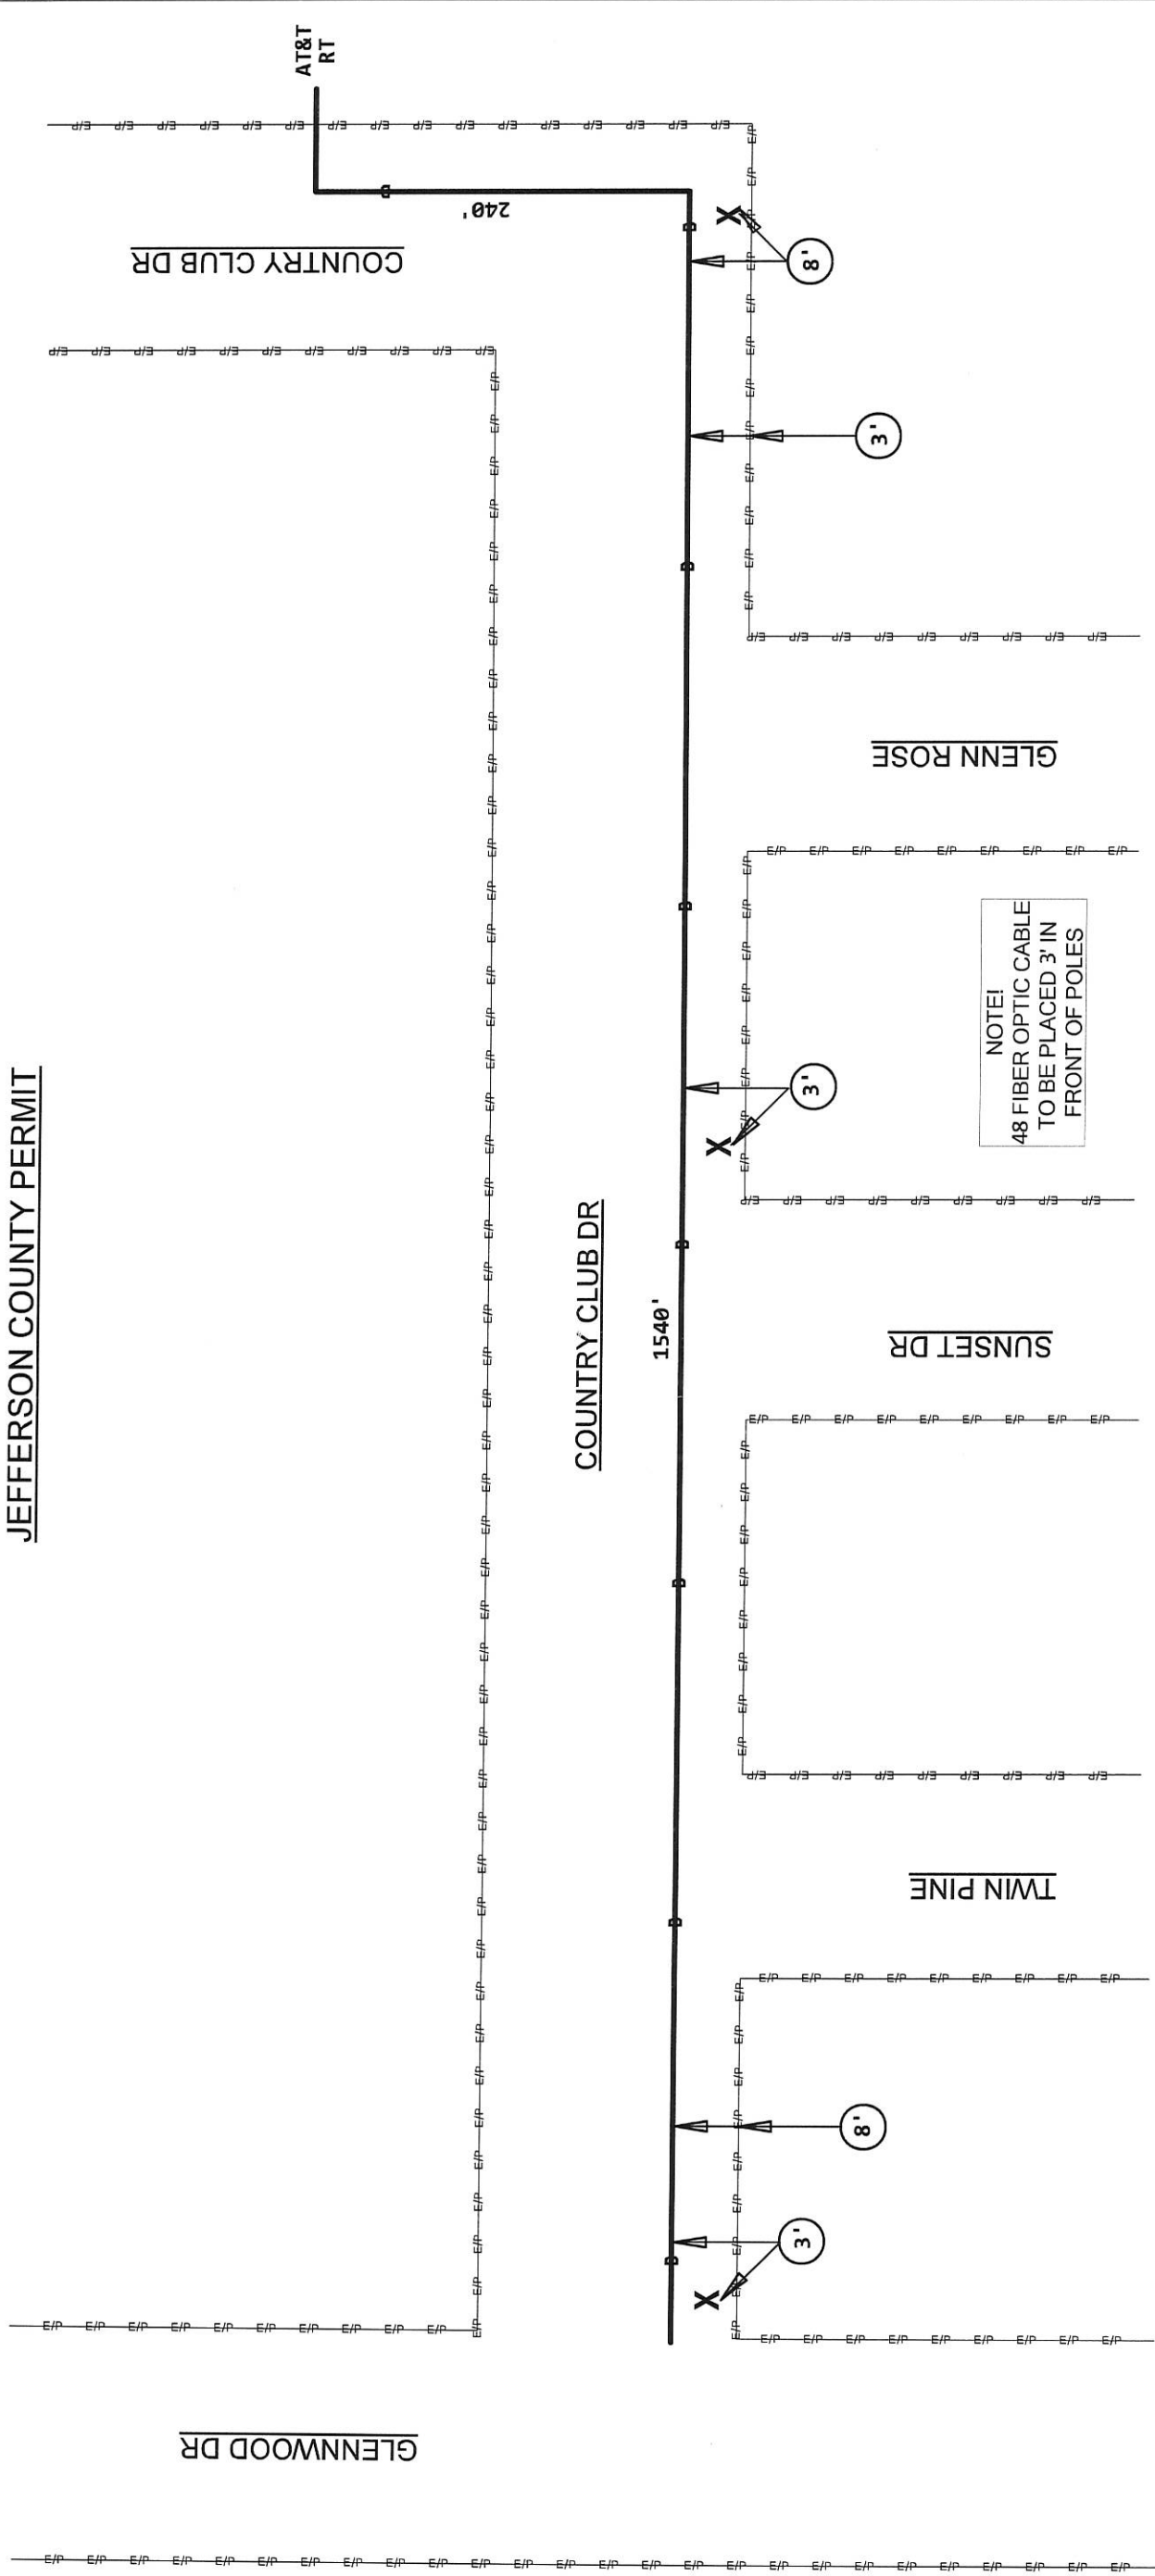 JEFFERSON COUNTY PERMIT
AT&T
RT
COUNTRY CLUB DR
240'
COUNTRY CLUB DR
1540'
GLENNWOOD DR
TWIN PINE
SUNSET DR
GLENN ROSE
NOTE!
48 FIBER OPTIC CABLE
TO BE PLACED 3' IN
FRONT OF POLES
X
3'
8'
X
3'
3'
X
8'
E/P